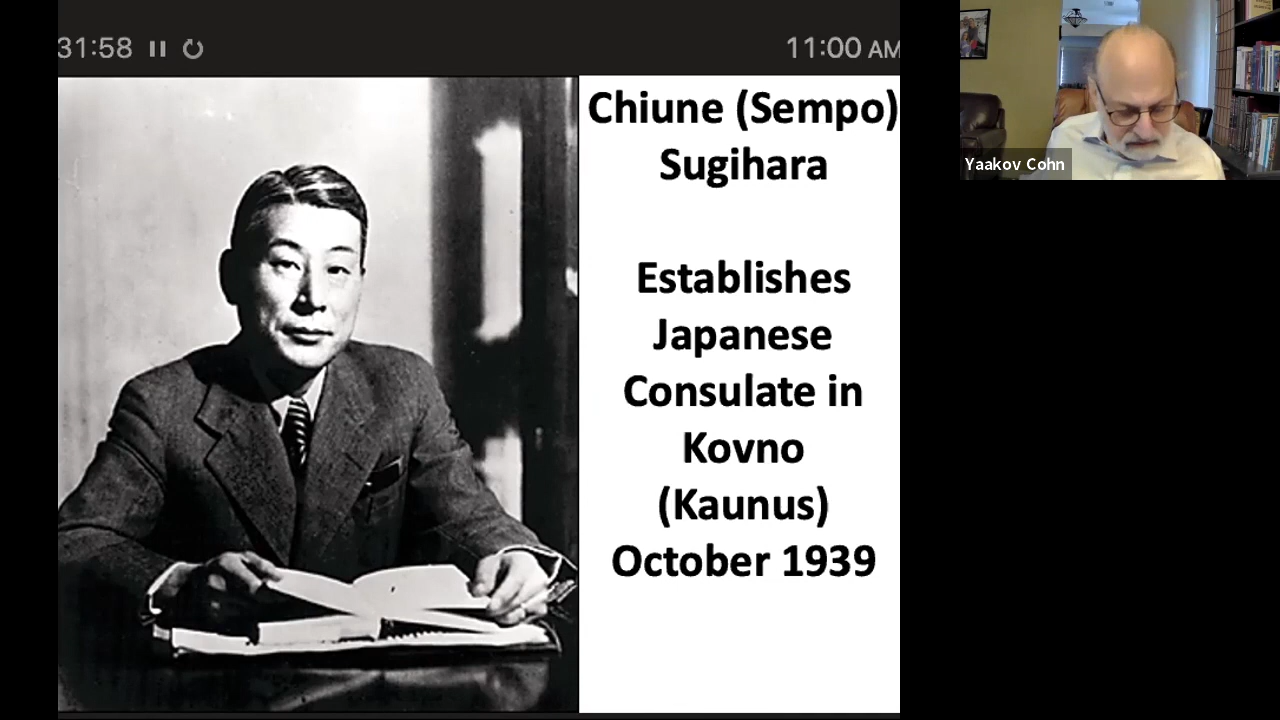 31:58
11:00 AM
Chiune (Sempo)
Sugihara
Establishes
Japanese
Consulate in
Kovno
(Kaunus)
October 1939
Yaakov Cohn